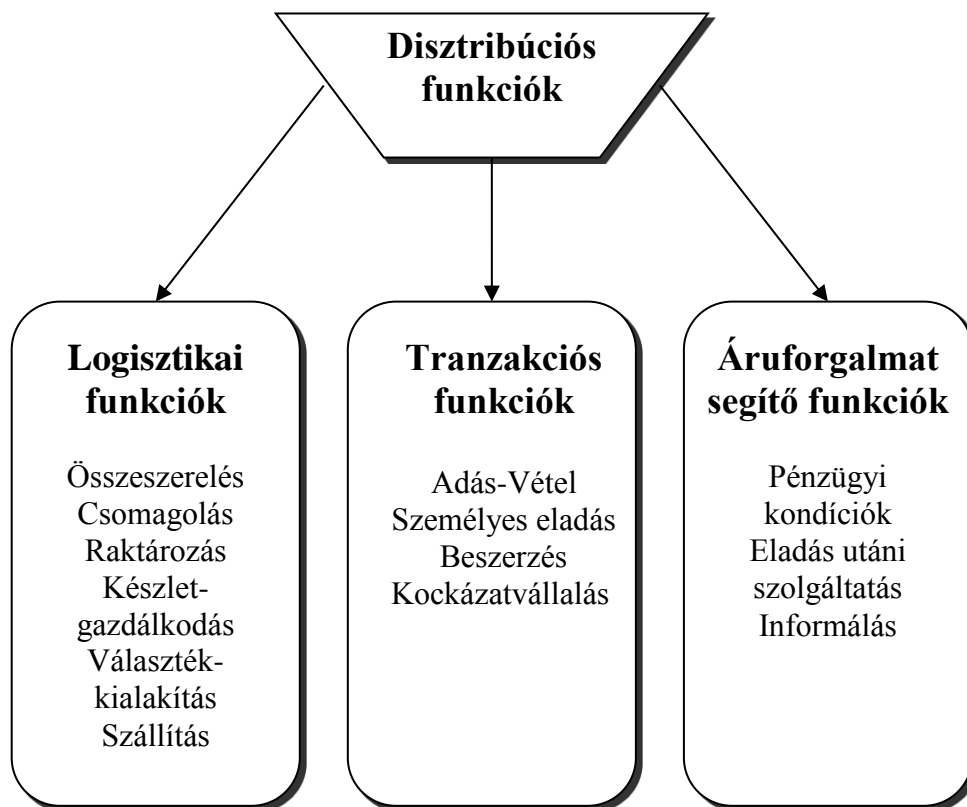 Disztribúciós
funkciók
Logisztikai
funkciók
Összeszerelés
Csomagolás
Raktározás
Készlet-
gazdálkodás
Választék-
kialakítás
Szállítás
Tranzakciós
funkciók
Adás-Vétel
Személyes eladás
Beszerzés
Kockázatvállalás
Áruforgalmat
segítő funkciók
Pénzügyi
kondíciók
Eladás utáni
szolgáltatás
Informálás